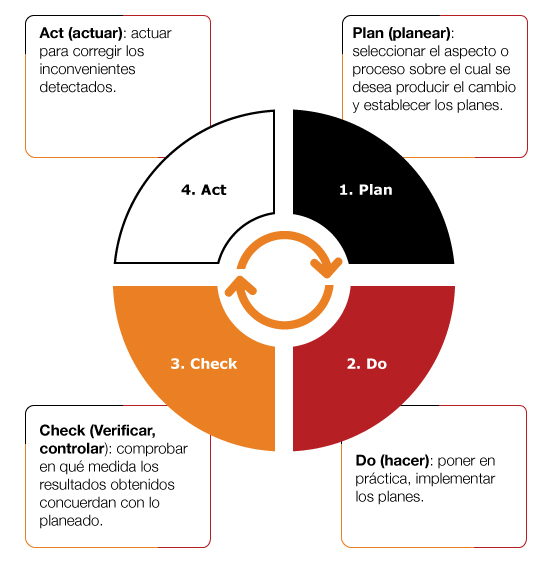 Act (actuar): actuar
para corregir los
inconvenientes
detectados.
Plan (planear):
seleccionar el aspecto o
proceso sobre el cual se
desea producir el cambio
y establecer los planes.
4. Act
1. Plan
3. Check
2. Do
Check (Verificar,
controlar): comprobar
en qué medida los
resultados obtenidos
concuerdan con lo
planeado.
Do (hacer): poner en
práctica, implementar
los planes.